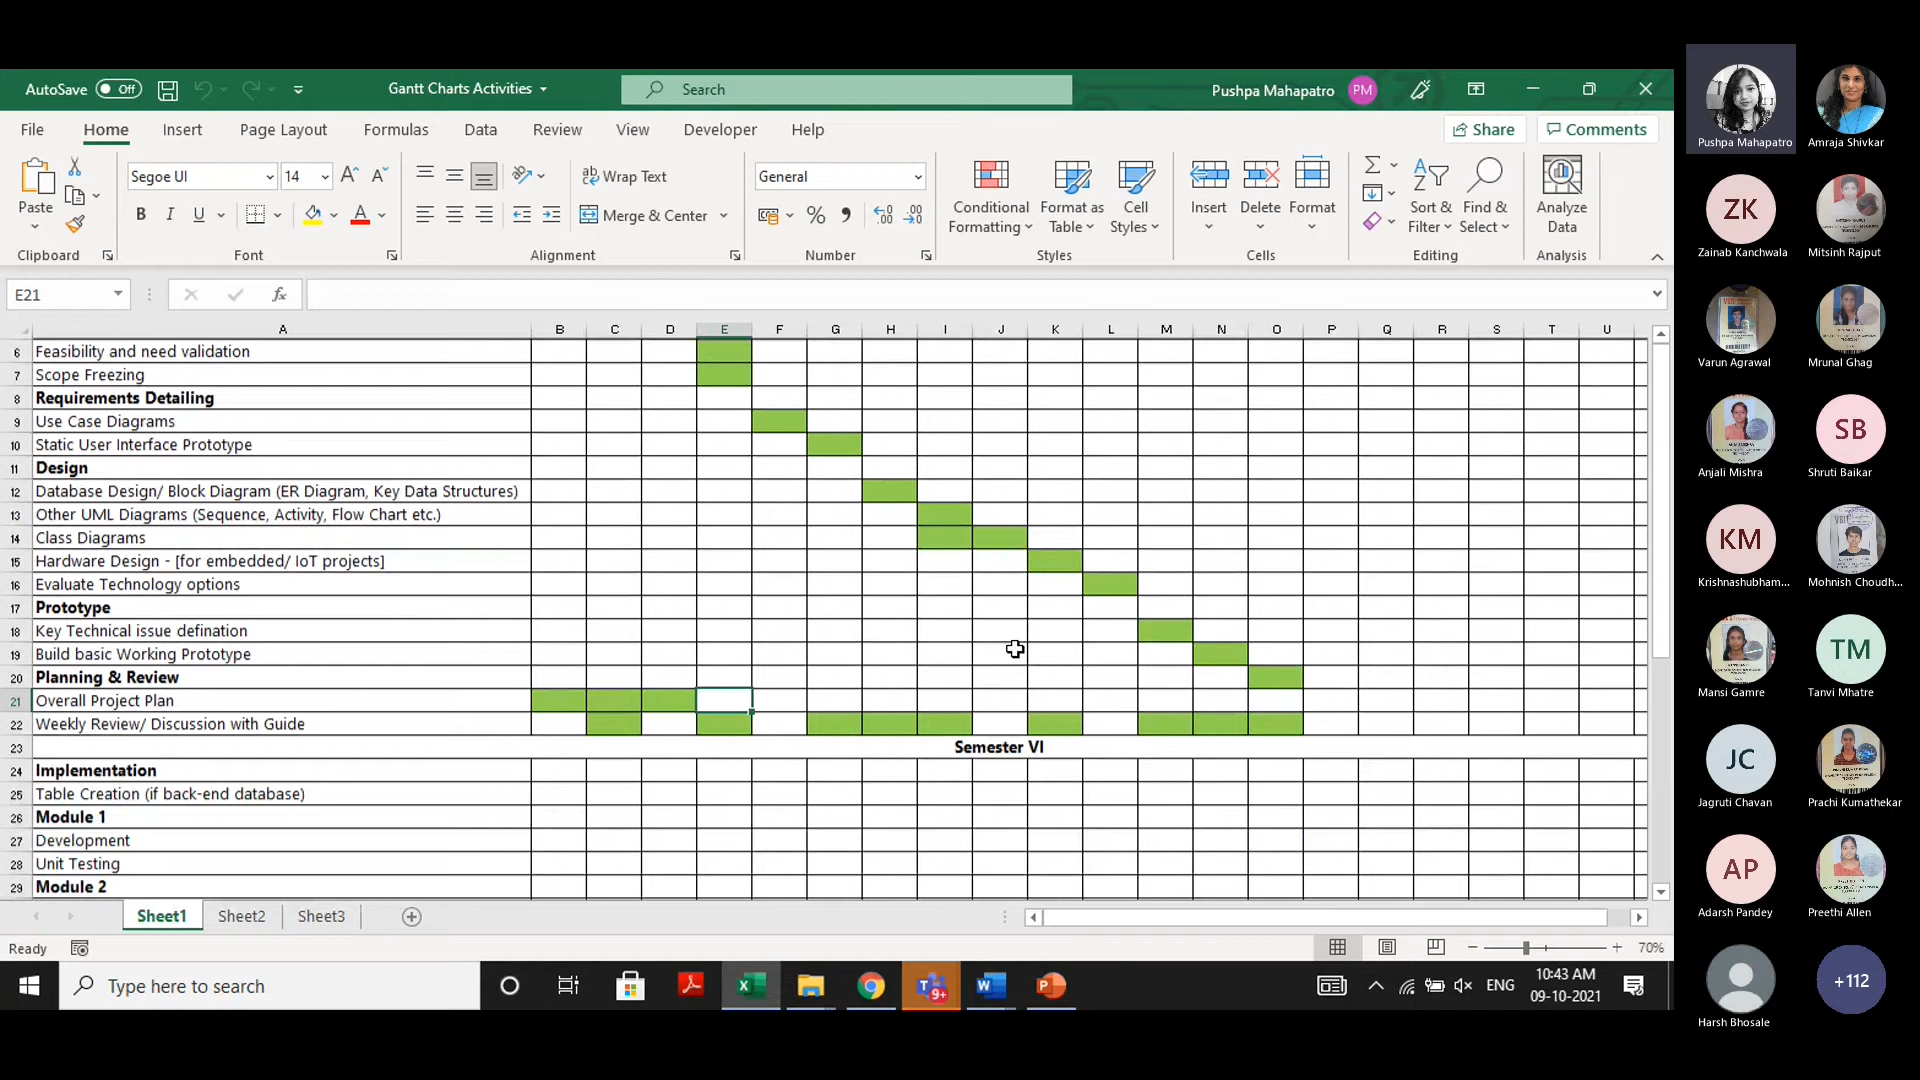 AutoSave Off Gantt Charts Activities Search Pushpa Mahapatro PM
File Home Insert Page Layout Formulas Data Review View Developer Help Share Comments
Paste Segoe UI 14 A A ab Wrap Text General
B I U A Merge & Center %
Conditional Formatting Format as Table Cell Styles Insert Delete Format Sort & Filter Find & Select Analyze Data
Clipboard Font Alignment Number Styles Cells Editing Analysis
E21 fx
A B C D E F G H I J K L M N O P Q R S T U
6 Feasibility and need validation
7 Scope Freezing
8 Requirements Detailing
9 Use Case Diagrams
10 Static User Interface Prototype
11 Design
12 Database Design/ Block Diagram (ER Diagram, Key Data Structures)
13 Other UML Diagrams (Sequence, Activity, Flow Chart etc.)
14 Class Diagrams
15 Hardware Design - [for embedded/ IoT projects]
16 Evaluate Technology options
17 Prototype
18 Key Technical issue defination
19 Build basic Working Prototype
20 Planning & Review
21 Overall Project Plan
22 Weekly Review/ Discussion with Guide
23 Semester VI
24 Implementation
25 Table Creation (if back-end database)
26 Module 1
27 Development
28 Unit Testing
29 Module 2
Sheet1 Sheet2 Sheet3
Ready 70%
Type here to search 9+ ENG 10:43 AM
09-10-2021
Pushpa Mahapatro Amraja Shivkar
ZK
Zainab Kanchwala Mitsinh Rajput
Varun Agrawal Mrunal Ghag
SB
Anjali Mishra Shruti Baikar
KM
Krishnashubham... Mohnish Choudh...
TM
Mansi Gamre Tanvi Mhatre
JC
Jagruti Chavan Prachi Kumathekar
AP
Adarsh Pandey Preethi Allen
+112
Harsh Bhosale